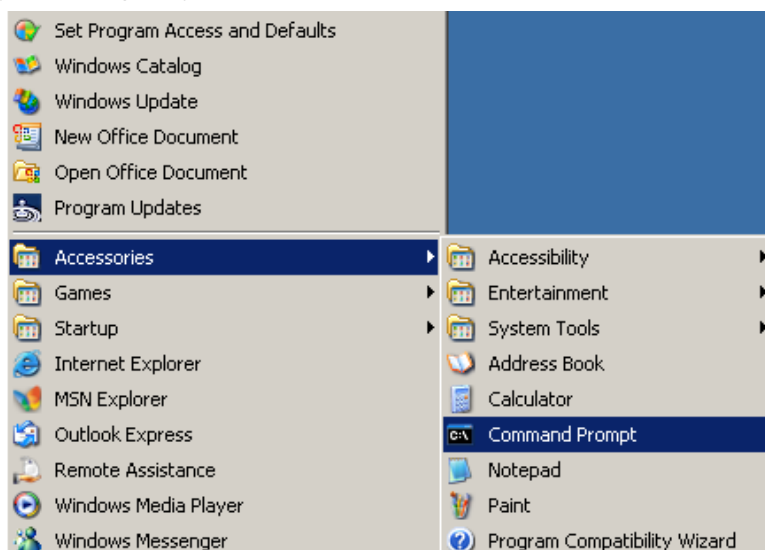 Set Program Access and Defaults
Windows Catalog
Windows Update
New Office Document
Open Office Document
Program Updates
Accessories
Games
Startup
Internet Explorer
MSN Explorer
Outlook Express
Remote Assistance
Windows Media Player
Windows Messenger
Accessibility
Entertainment
System Tools
Address Book
Calculator
C:\ Command Prompt
Notepad
Paint
Program Compatibility Wizard